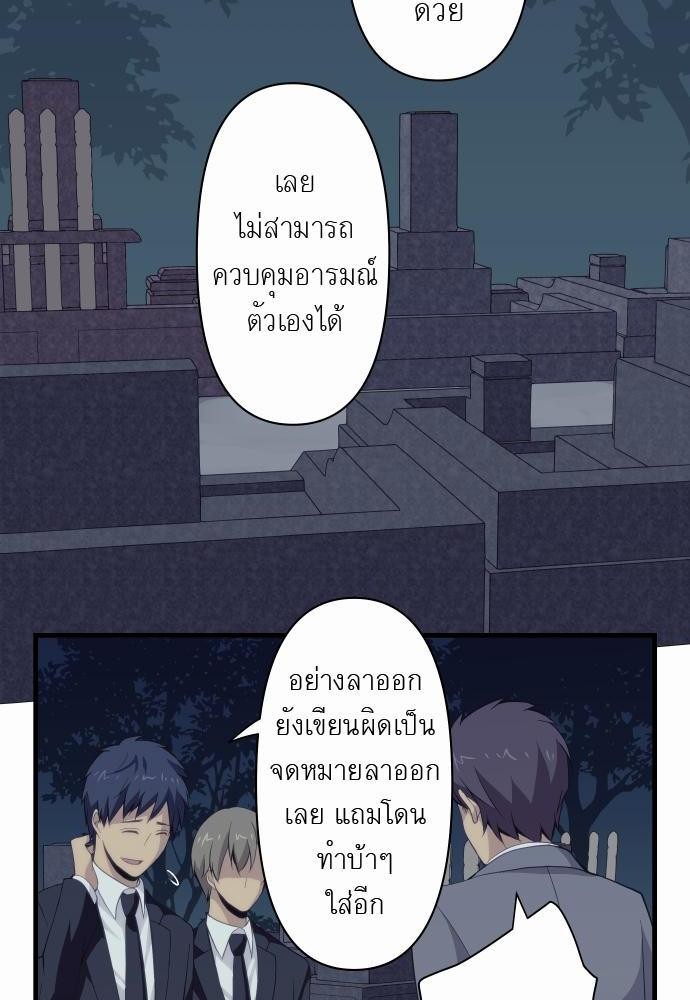 ด้วย
เลย
ไม่สามารถ
ควบคุมอารมณ์
ตัวเองได้
อย่างลาออก
ยังเขียนผิดเป็น
จดหมายลาออก
เลย แถมโดน
ทำบ้าๆ
ใส่อีก